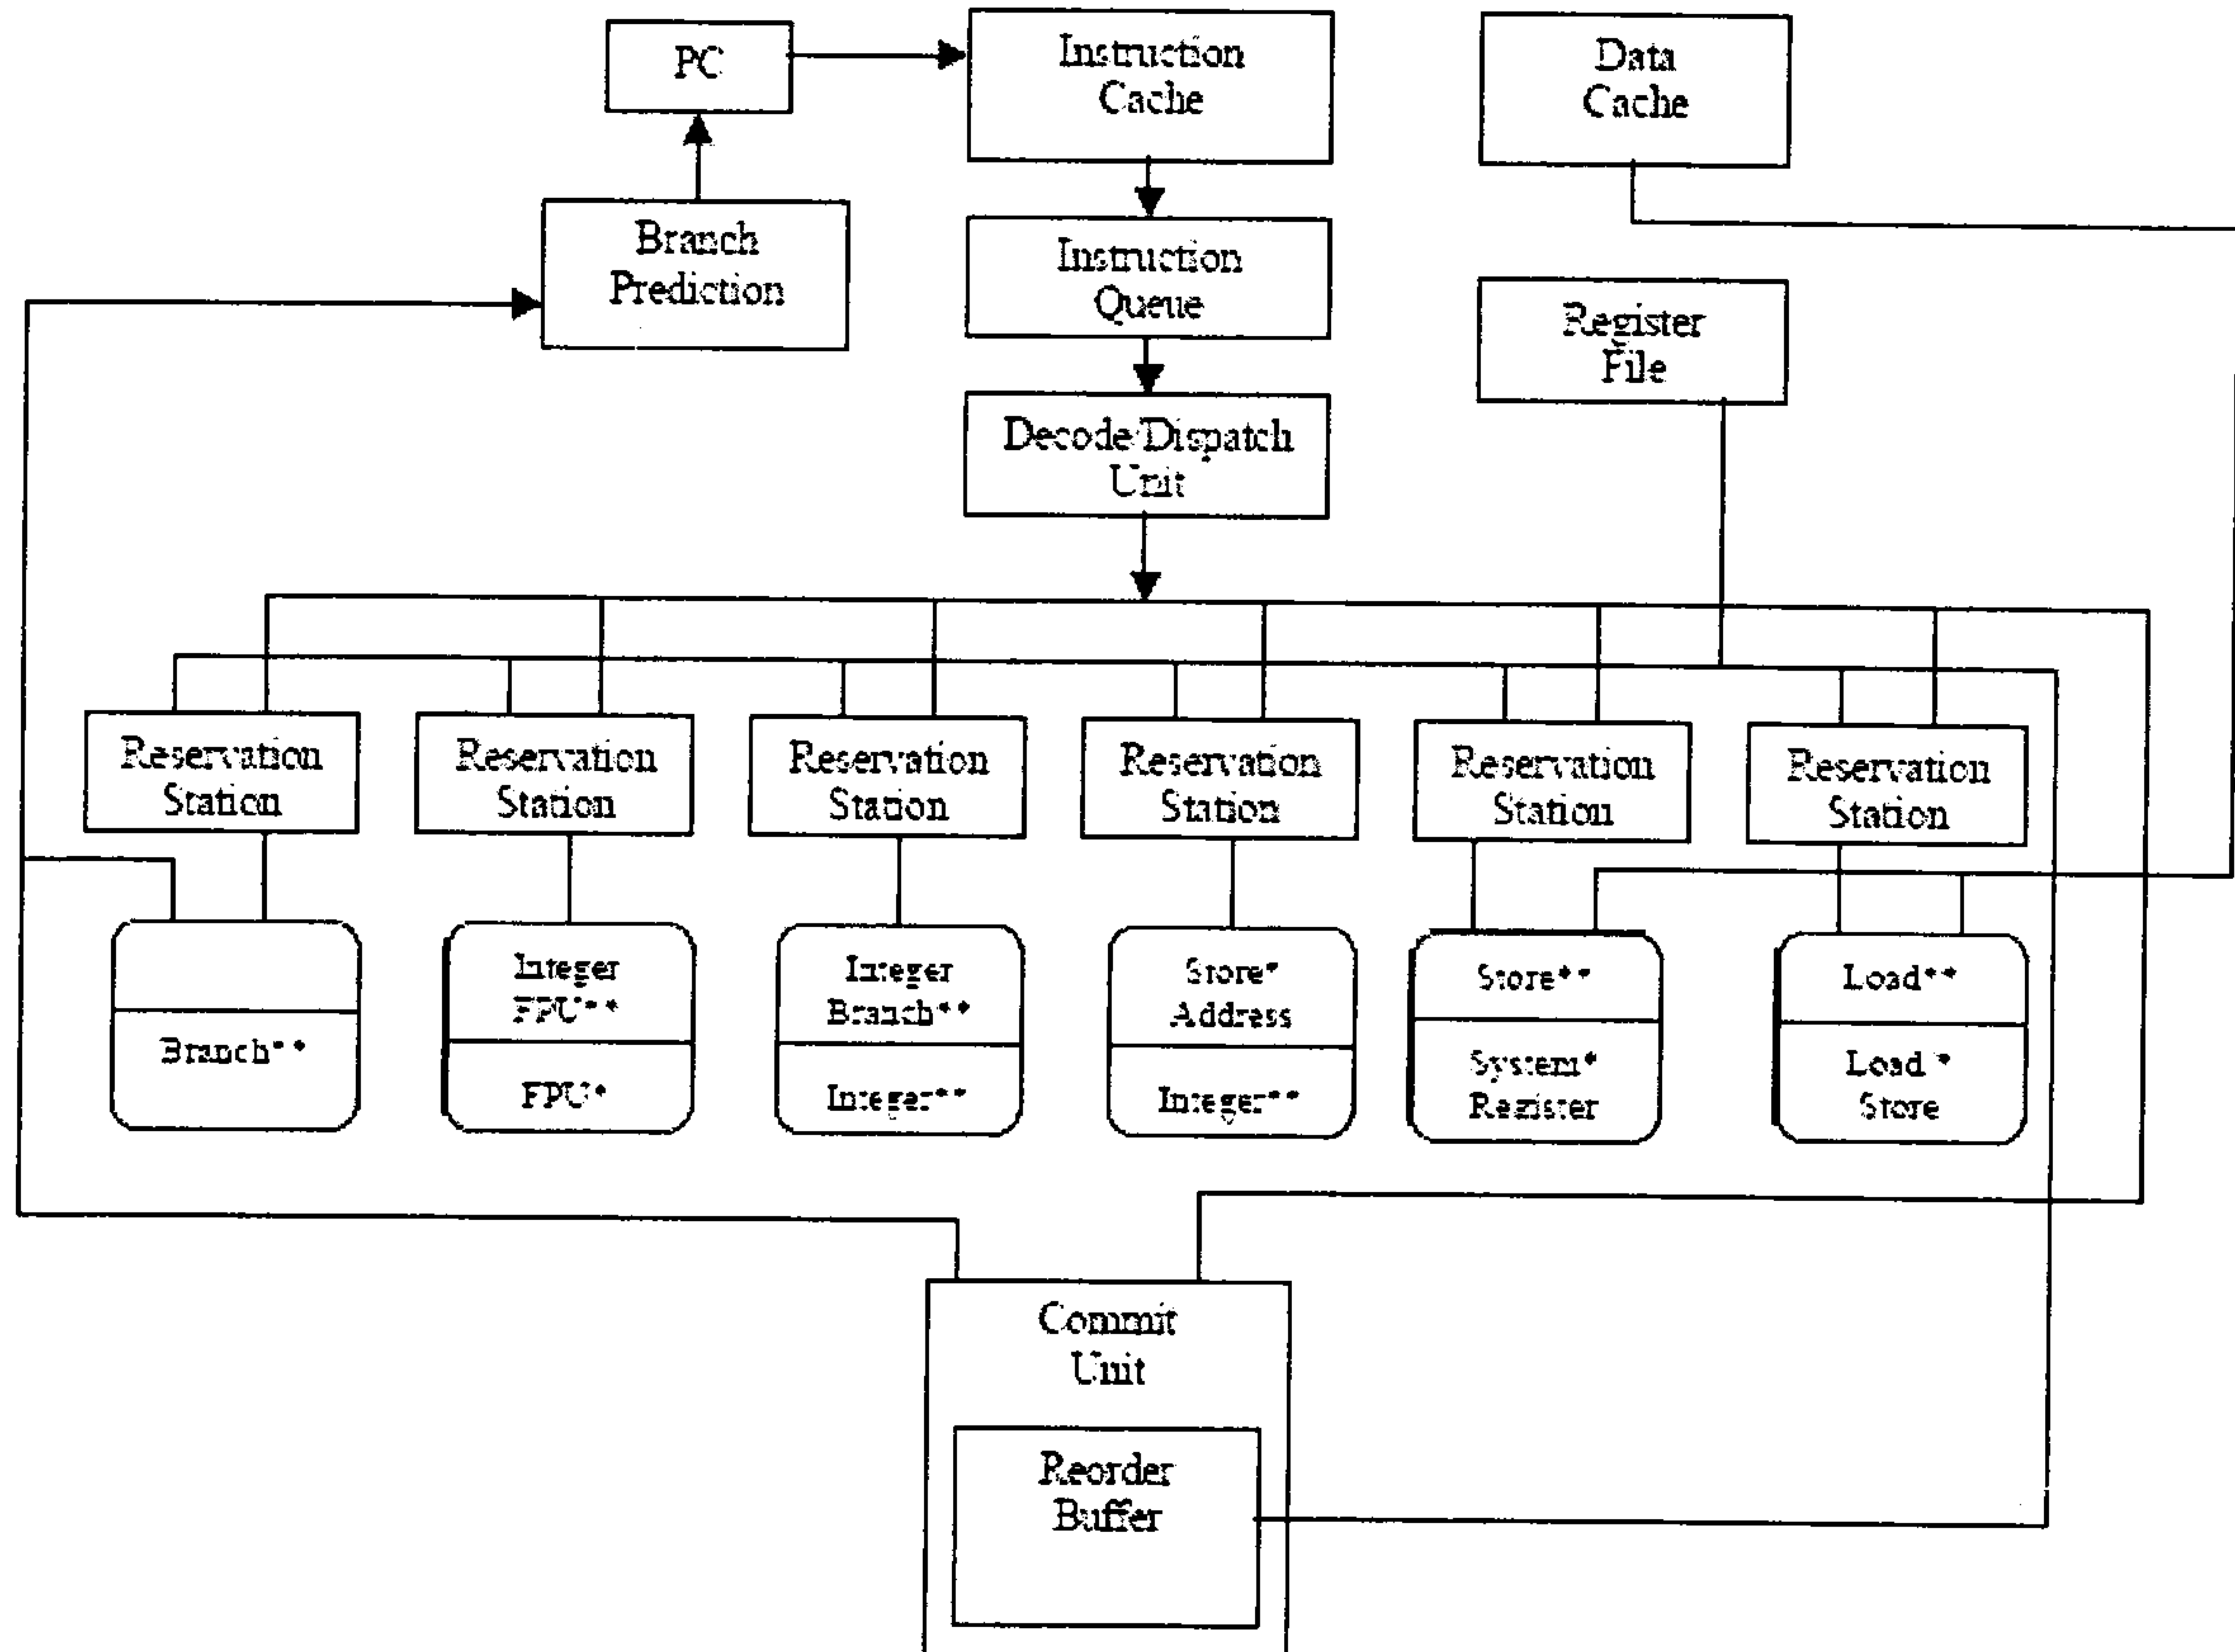 PC
Instruction
Cache
Data
Cache
Branch
Prediction
Instruction
Queue
Register
File
Decode/Dispatch
Unit
Reservation
Station
Reservation
Station
Reservation
Station
Reservation
Station
Reservation
Station
Reservation
Station
Branch**
Integer
FPU**
FPU*
Integer
Branch**
Integer**
Store*
Address
Integer**
Store**
System*
Register
Load**
Load *
Store
Commit
Unit
Reorder
Buffer